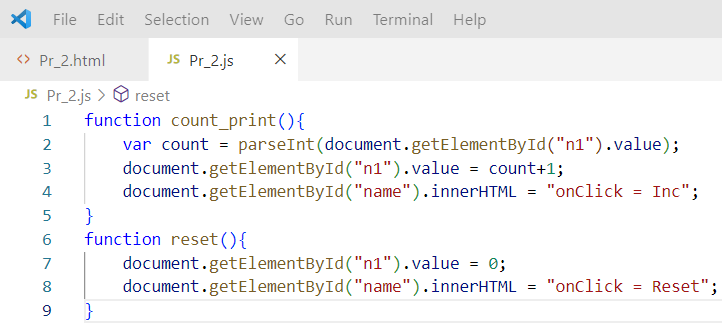 File Edit Selection View Go Run Terminal Help
<> Pr_2.html JS Pr_2.js ×
JS Pr_2.js > reset
1 function count_print(){
2     var count = parseInt(document.getElementById("n1").value);
3     document.getElementById("n1").value = count+1;
4     document.getElementById("name").innerHTML = "onClick = Inc";
5 }
6 function reset(){
7     document.getElementById("n1").value = 0;
8     document.getElementById("name").innerHTML = "onClick = Reset";
9 }